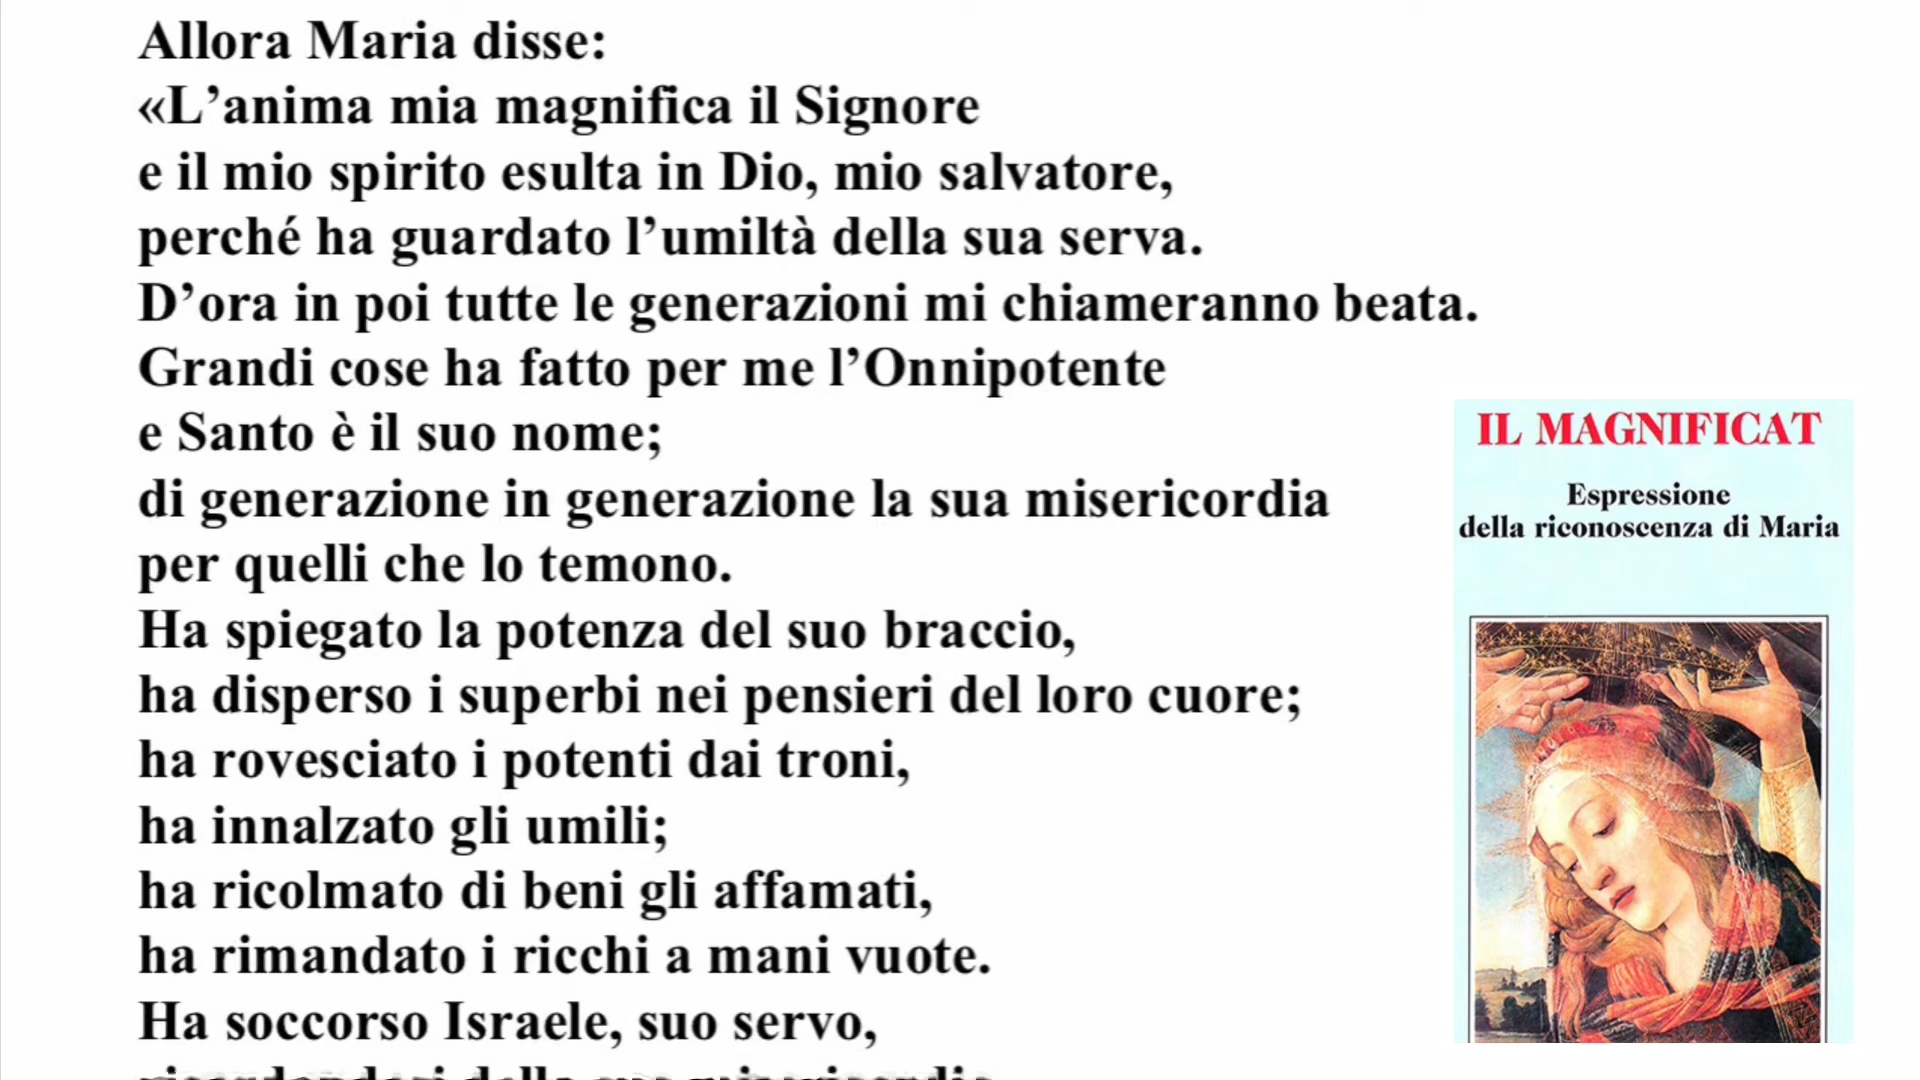 Allora Maria disse:
«L’anima mia magnifica il Signore
e il mio spirito esulta in Dio, mio salvatore,
perché ha guardato l’umiltà della sua serva.
D’ora in poi tutte le generazioni mi chiameranno beata.
Grandi cose ha fatto per me l’Onnipotente
e Santo è il suo nome;
di generazione in generazione la sua misericordia
per quelli che lo temono.
Ha spiegato la potenza del suo braccio,
ha disperso i superbi nei pensieri del loro cuore;
ha rovesciato i potenti dai troni,
ha innalzato gli umili;
ha ricolmato di beni gli affamati,
ha rimandato i ricchi a mani vuote.
Ha soccorso Israele, suo servo,
IL MAGNIFICAT
Espressione
della riconoscenza di Maria